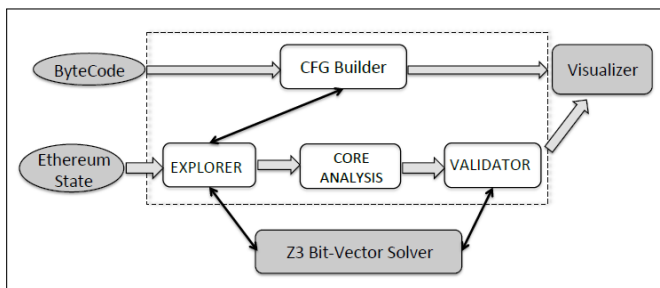 ByteCode
CFG Builder
Visualizer
Ethereum
State
EXPLORER
CORE
ANALYSIS
VALIDATOR
Z3 Bit-Vector Solver